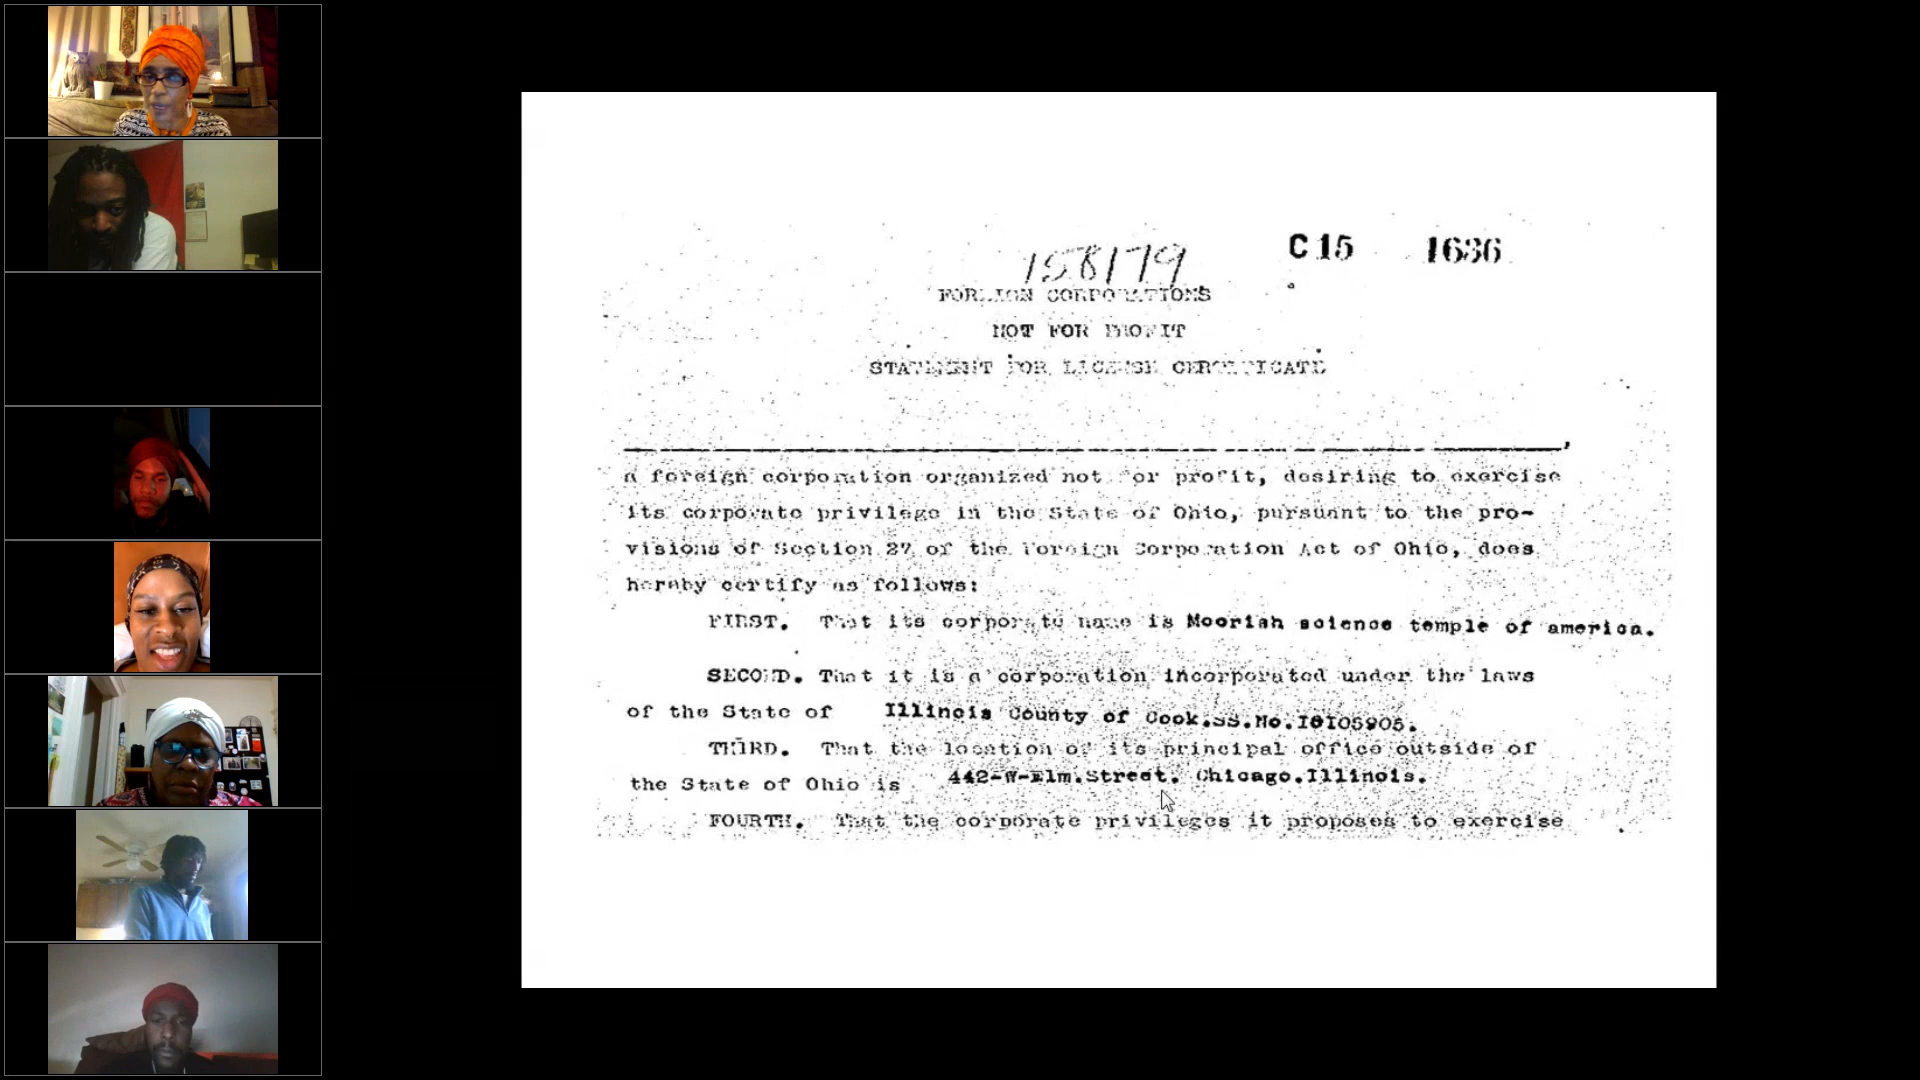 158179
C 15 1636
FOREIGN CORPORATIONS
NOT FOR PROFIT
STATEMENT FOR LICENSE CERTIFICATE
a foreign corporation organized not for profit, desiring to exercise
its corporate privilege in the State of Ohio, pursuant to the pro-
visions of Section 27 of the Foreign Corporation Act of Ohio, does
hereby certify as follows:
FIRST. That its corporate name is Moorish science temple of america.
SECOND. That it is a corporation incorporated under the laws
of the State of Illinois County of Cook.SS.No.
THIRD. That the location of its principal office outside of
the State of Ohio is 442-W-Elm.Street. Chicago.Illinois.
FOURTH. That the corporate privileges it proposes to exercise